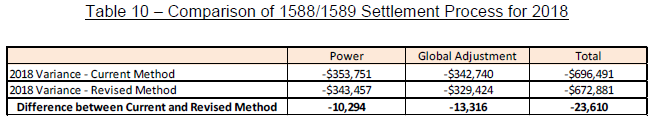 Table 10 – Comparison of 1588/1589 Settlement Process for 2018
Power Global Adjustment Total
2018 Variance - Current Method -$353,751 -$342,740 -$696,491
2018 Variance - Revised Method -$343,457 -$329,424 -$672,881
Difference between Current and Revised Method -10,294 -13,316 -23,610